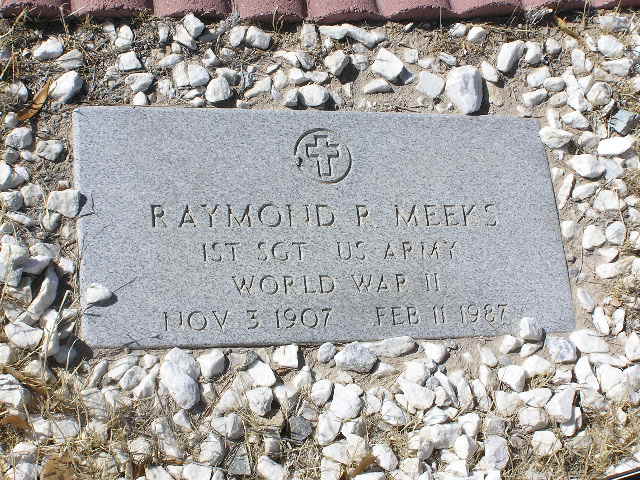 RAYMOND R. MEEKS
1ST SGT US ARMY
WORLD WAR II
NOV 3 1907 FEB 11 1987